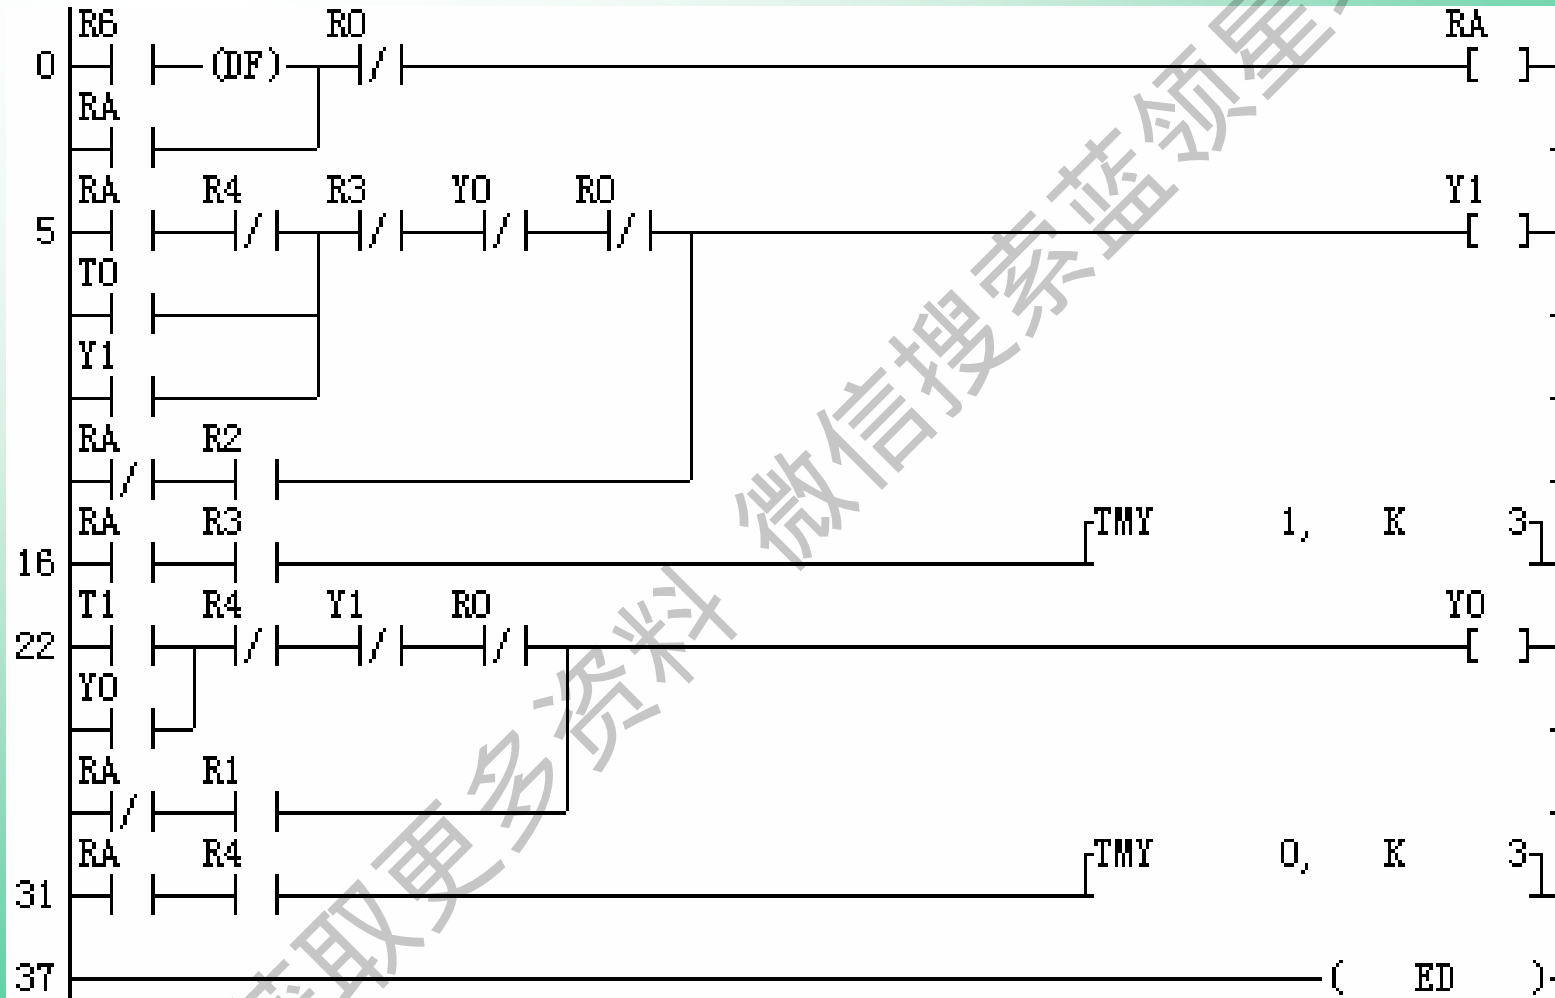 R6 R0 RA
0 (DF) [ ]
RA
RA R4 R3 Y0 R0 Y1
5 [ ]
T0
Y1
RA R2
RA R3 TMY 1, K 3
16
T1 R4 Y1 R0 Y0
22 [ ]
Y0
RA R1
RA R4 TMY 0, K 3
31
37 ( ED )
获取更多资料 微信搜索蓝领星